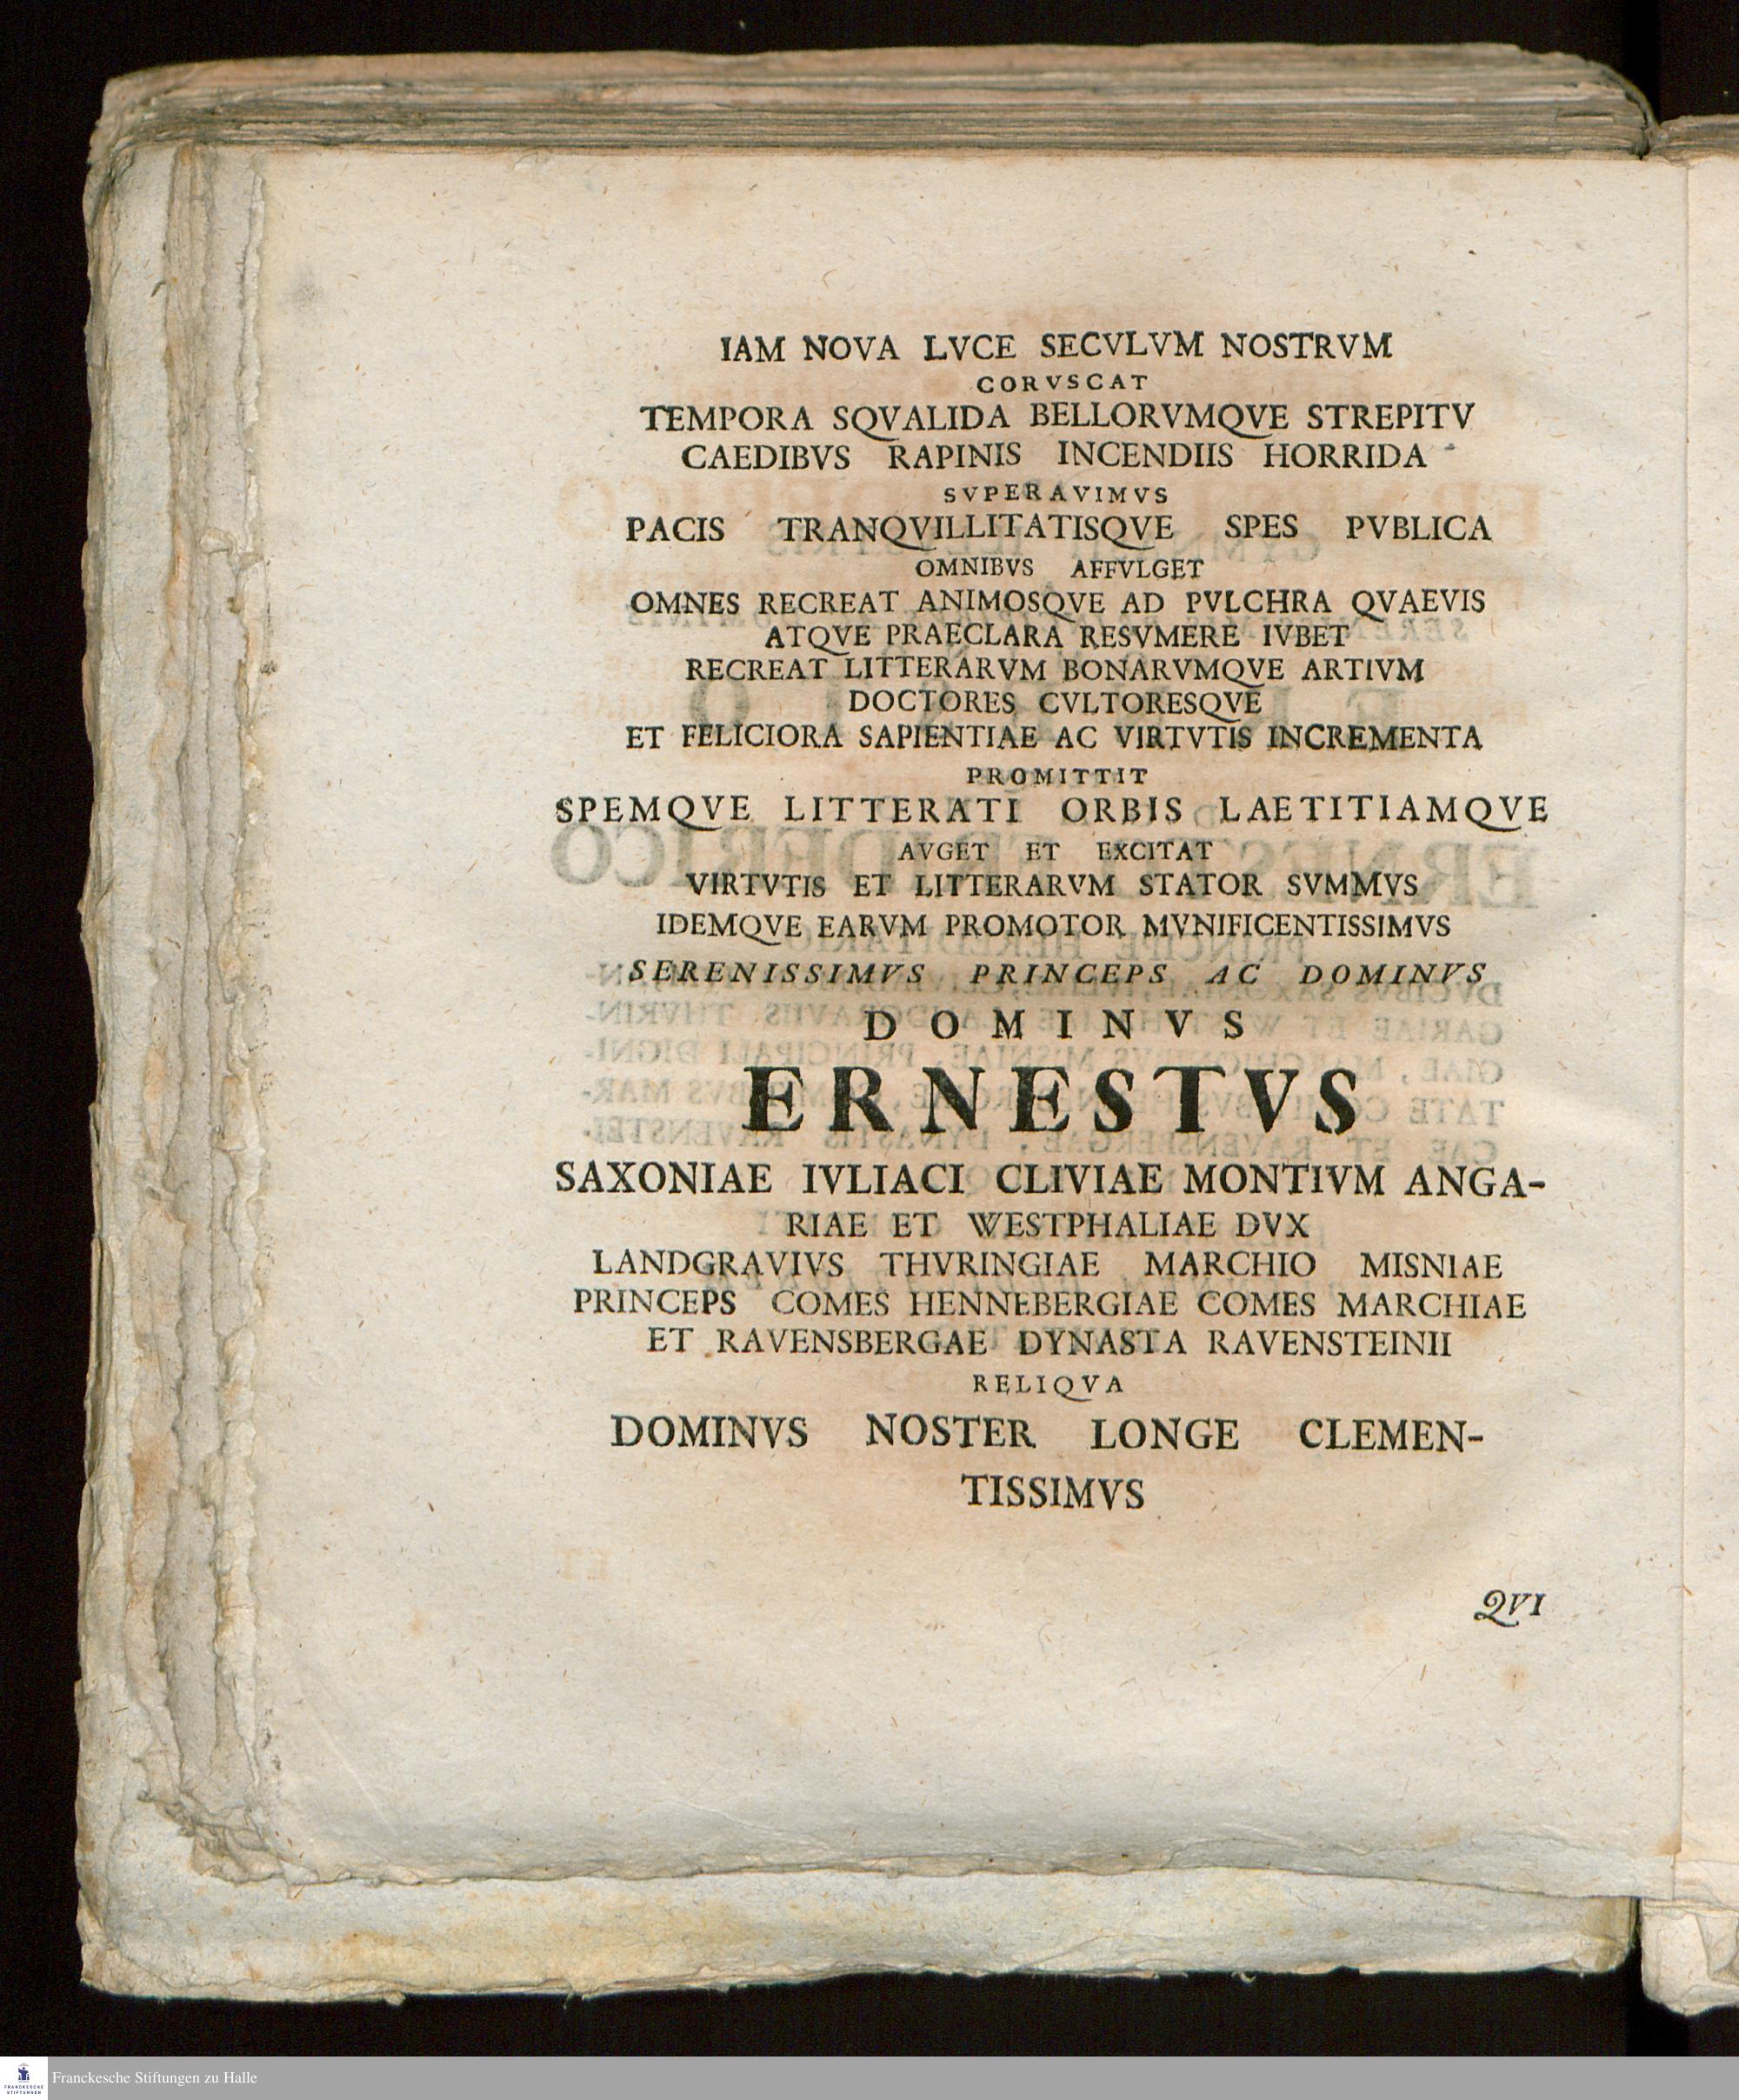 IAM NOVA LVCE SECVLVM NOSTRVM
CORVSCAT
TEMPORA SQVALIDA BELLORVMQVE STREPITV
CAEDIBVS RAPINIS INCENDIIS HORRIDA
SVPERAVIMVS
PACIS TRANQVILLITATISQVE SPES PVBLICA
OMNIBVS AFFVLGET
OMNES RECREAT ANIMOSQVE AD PVLCHRA QVAEVIS
ATQVE PRAECLARA RESVMERE IVBET
RECREAT LITTERARVM BONARVMQVE ARTIVM
DOCTORES CVLTORESQVE
ET FELICIORA SAPIENTIAE AC VIRTVTIS INCREMENTA
PROMITTIT
SPEMQVE LITTERATI ORBIS LAETITIAMQVE
AVGET ET EXCITAT
VIRTVTIS ET LITTERARVM STATOR SVMMVS
IDEMQVE EARVM PROMOTOR MVNIFICENTISSIMVS
SERENISSIMVS PRINCEPS AC DOMINVS
DOMINVS
ERNESTVS
SAXONIAE IVLIACI CLIVIAE MONTIVM ANGA-
RIAE ET WESTPHALIAE DVX
LANDGRAVIVS THVRINGIAE MARCHIO MISNIAE
PRINCEPS COMES HENNEBERGIAE COMES MARCHIAE
ET RAVENSBERGAE DYNASTA RAVENSTEINII
RELIQVA
DOMINVS NOSTER LONGE CLEMEN-
TISSIMVS
QVI
FRANCKESCHE
STIFTUNGEN
Franckesche Stiftungen zu Halle